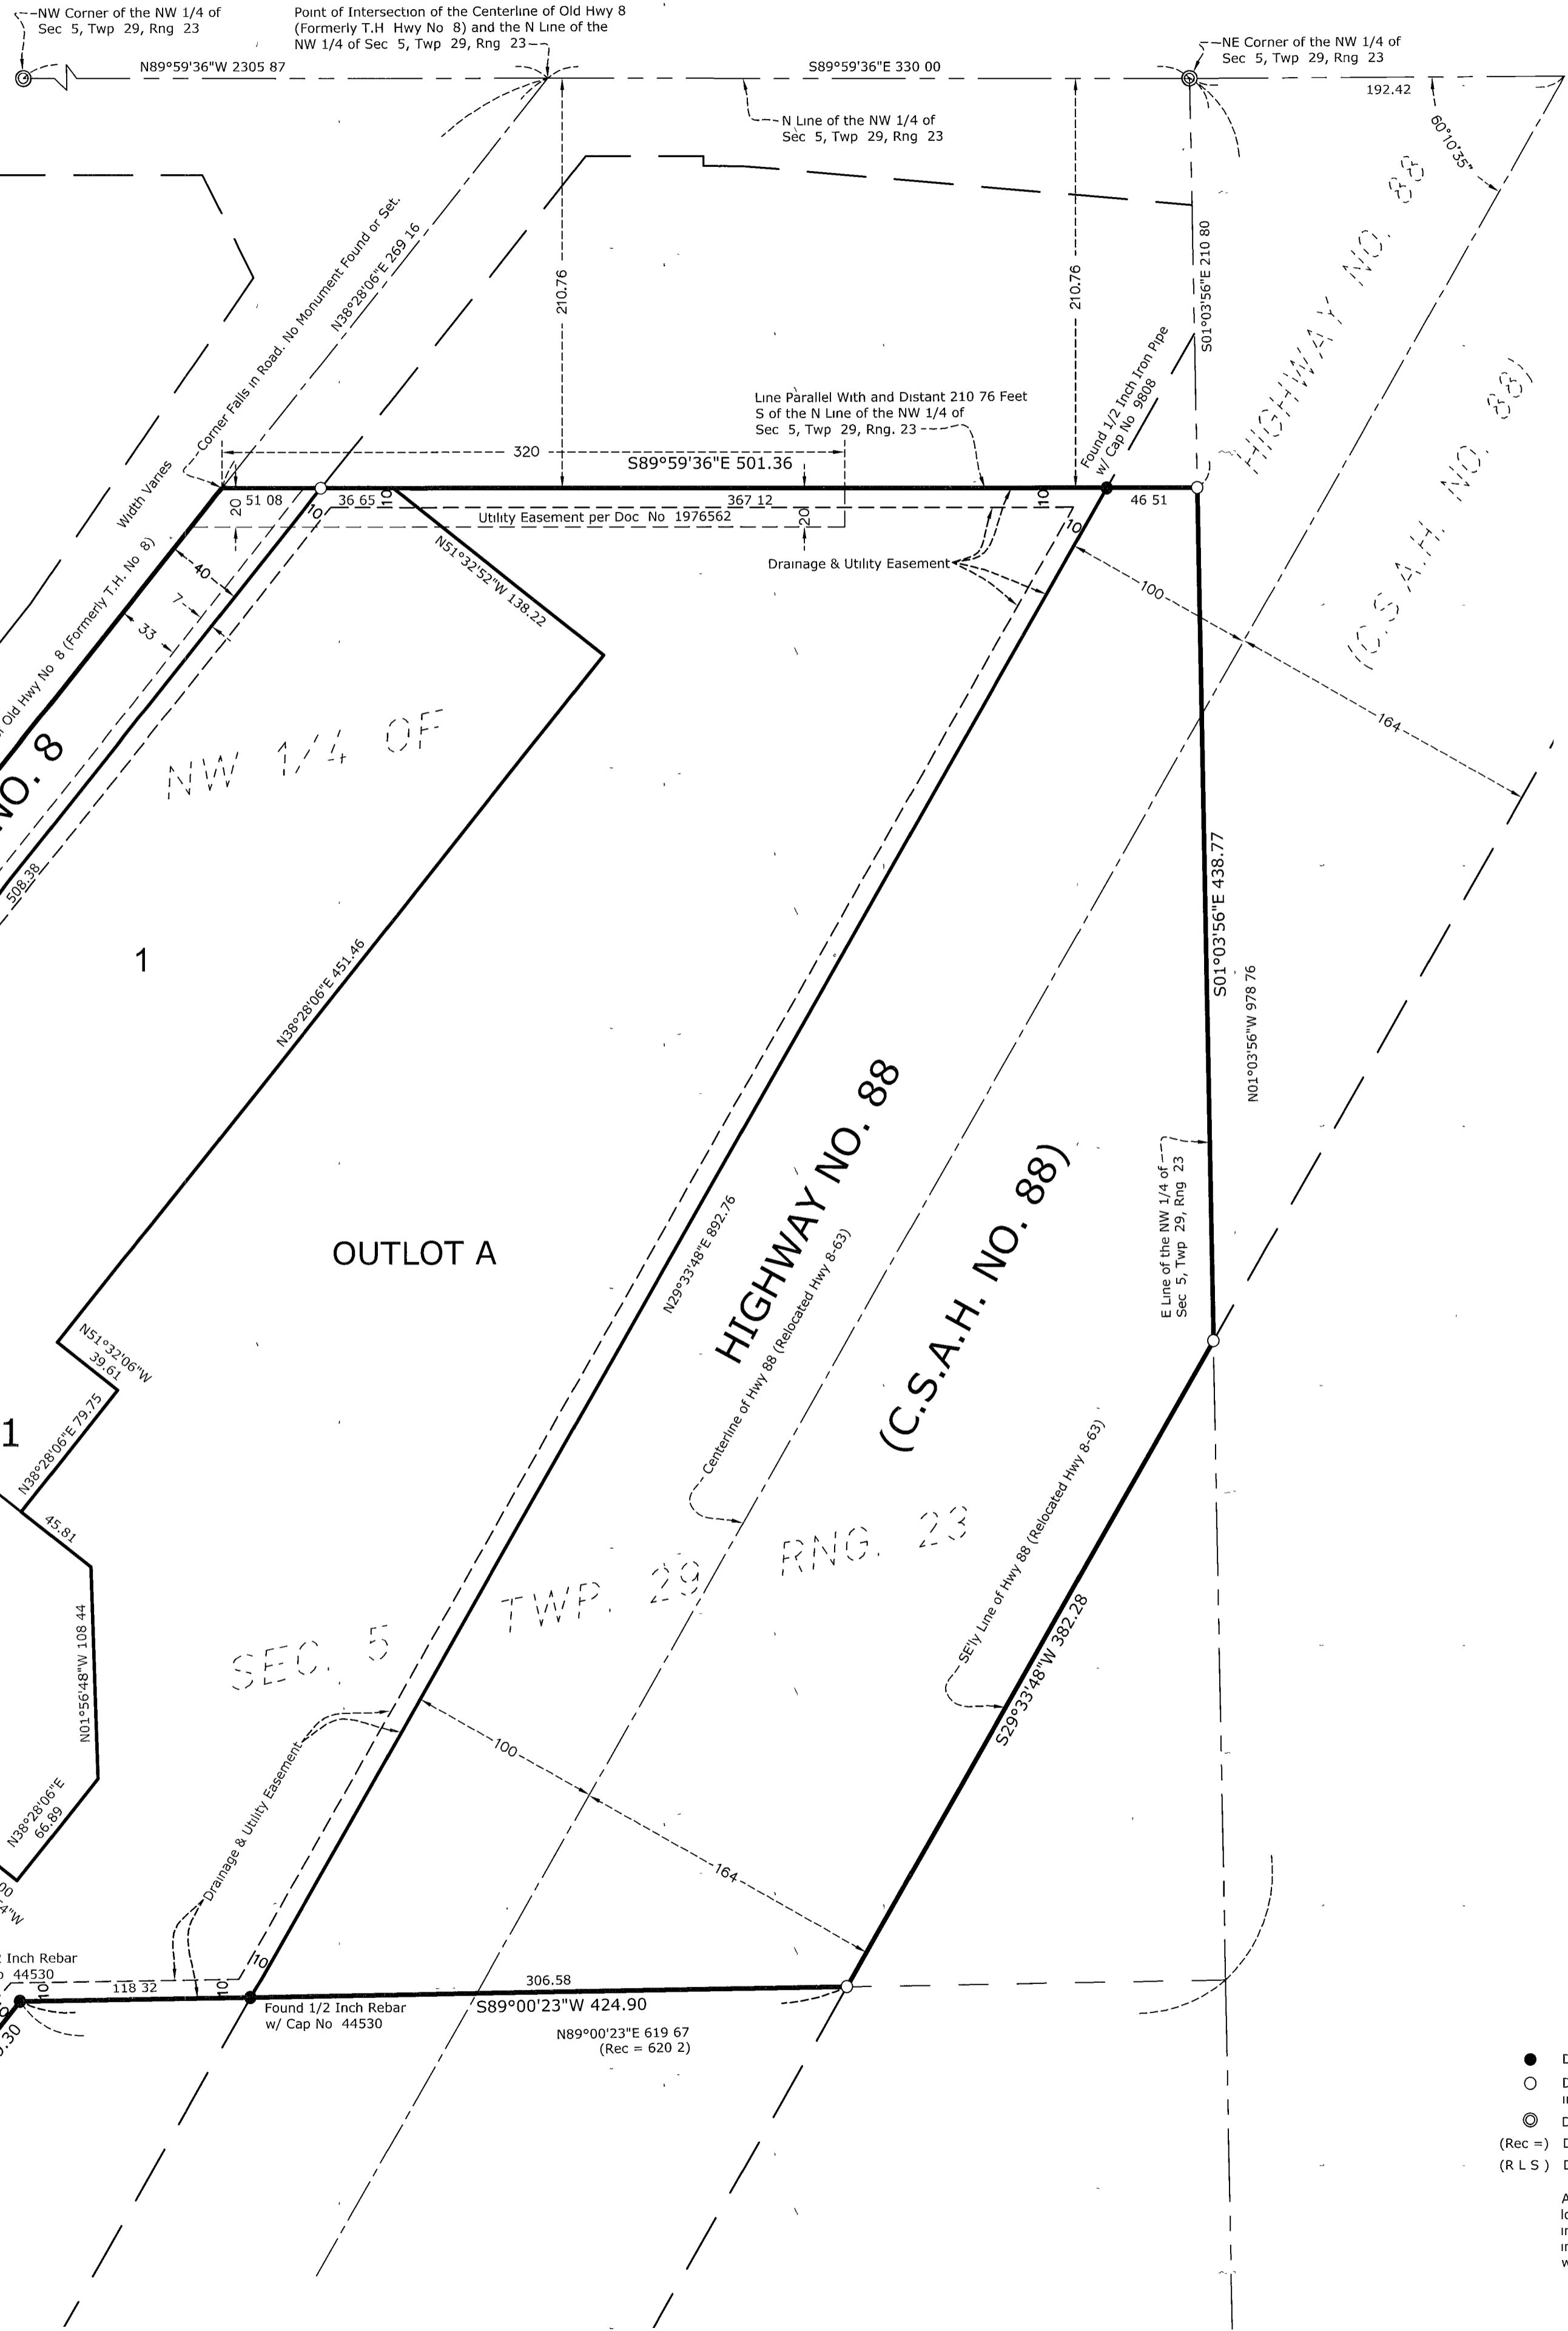 NW Corner of the NW 1/4 of
Sec 5, Twp 29, Rng 23
Point of Intersection of the Centerline of Old Hwy 8
(Formerly T.H Hwy No 8) and the N Line of the
NW 1/4 of Sec 5, Twp 29, Rng 23
NE Corner of the NW 1/4 of
Sec 5, Twp 29, Rng 23
N89°59'36"W 2305 87
S89°59'36"E 330 00
192.42
60°10'35"
N Line of the NW 1/4 of
Sec 5, Twp 29, Rng 23
HIGHWAY NO. 88
(C.S.A.H. NO. 88)
Corner Falls in Road. No Monument Found or Set.
N38°28'06"E 269 16
210.76
210.76
S01°03'56"E 210 80
Width Varies
Line Parallel With and Distant 210 76 Feet
S of the N Line of the NW 1/4 of
Sec 5, Twp 29, Rng. 23
Found 1/2 Inch Iron Pipe
w/ Cap No 9808
320
S89°59'36"E 501.36
51 08
36 65
10
367 12
10
46 51
20
10
Utility Easement per Doc No 1976562
20
10
Drainage & Utility Easement
N51°32'52"W 138.22
40
7
33
100
164
Old Hwy No 8 (Formerly T.H. No 8)
NO. 8
NW 1/4 OF
508.38
1
N38°28'06"E 451.46
S01°03'56"E 438.77
N01°03'56"W 978 76
HIGHWAY NO. 88
(C.S.A.H. NO. 88)
E Line of the NW 1/4 of
Sec 5, Twp 29, Rng 23
N29°33'48"E 892.76
Centerline of Hwy 88 (Relocated Hwy 8-63)
OUTLOT A
N51°32'06"W
39.61
N38°28'06"E 79.75
1
45.81
SE'ly Line of Hwy 88 (Relocated Hwy 8-63)
S29°33'48"W 382.28
SEC. 5 TWP. 29 RNG. 23
N01°56'48"W 108 44
100
164
N38°28'06"E
66.89
00
4"W
Drainage & Utility Easement
Inch Rebar
44530
10
118 32
10
10
306.58
S89°00'23"W 424.90
Found 1/2 Inch Rebar
w/ Cap No 44530
N89°00'23"E 619 67
(Rec = 620 2)
.30
(Rec =)
(R L S )